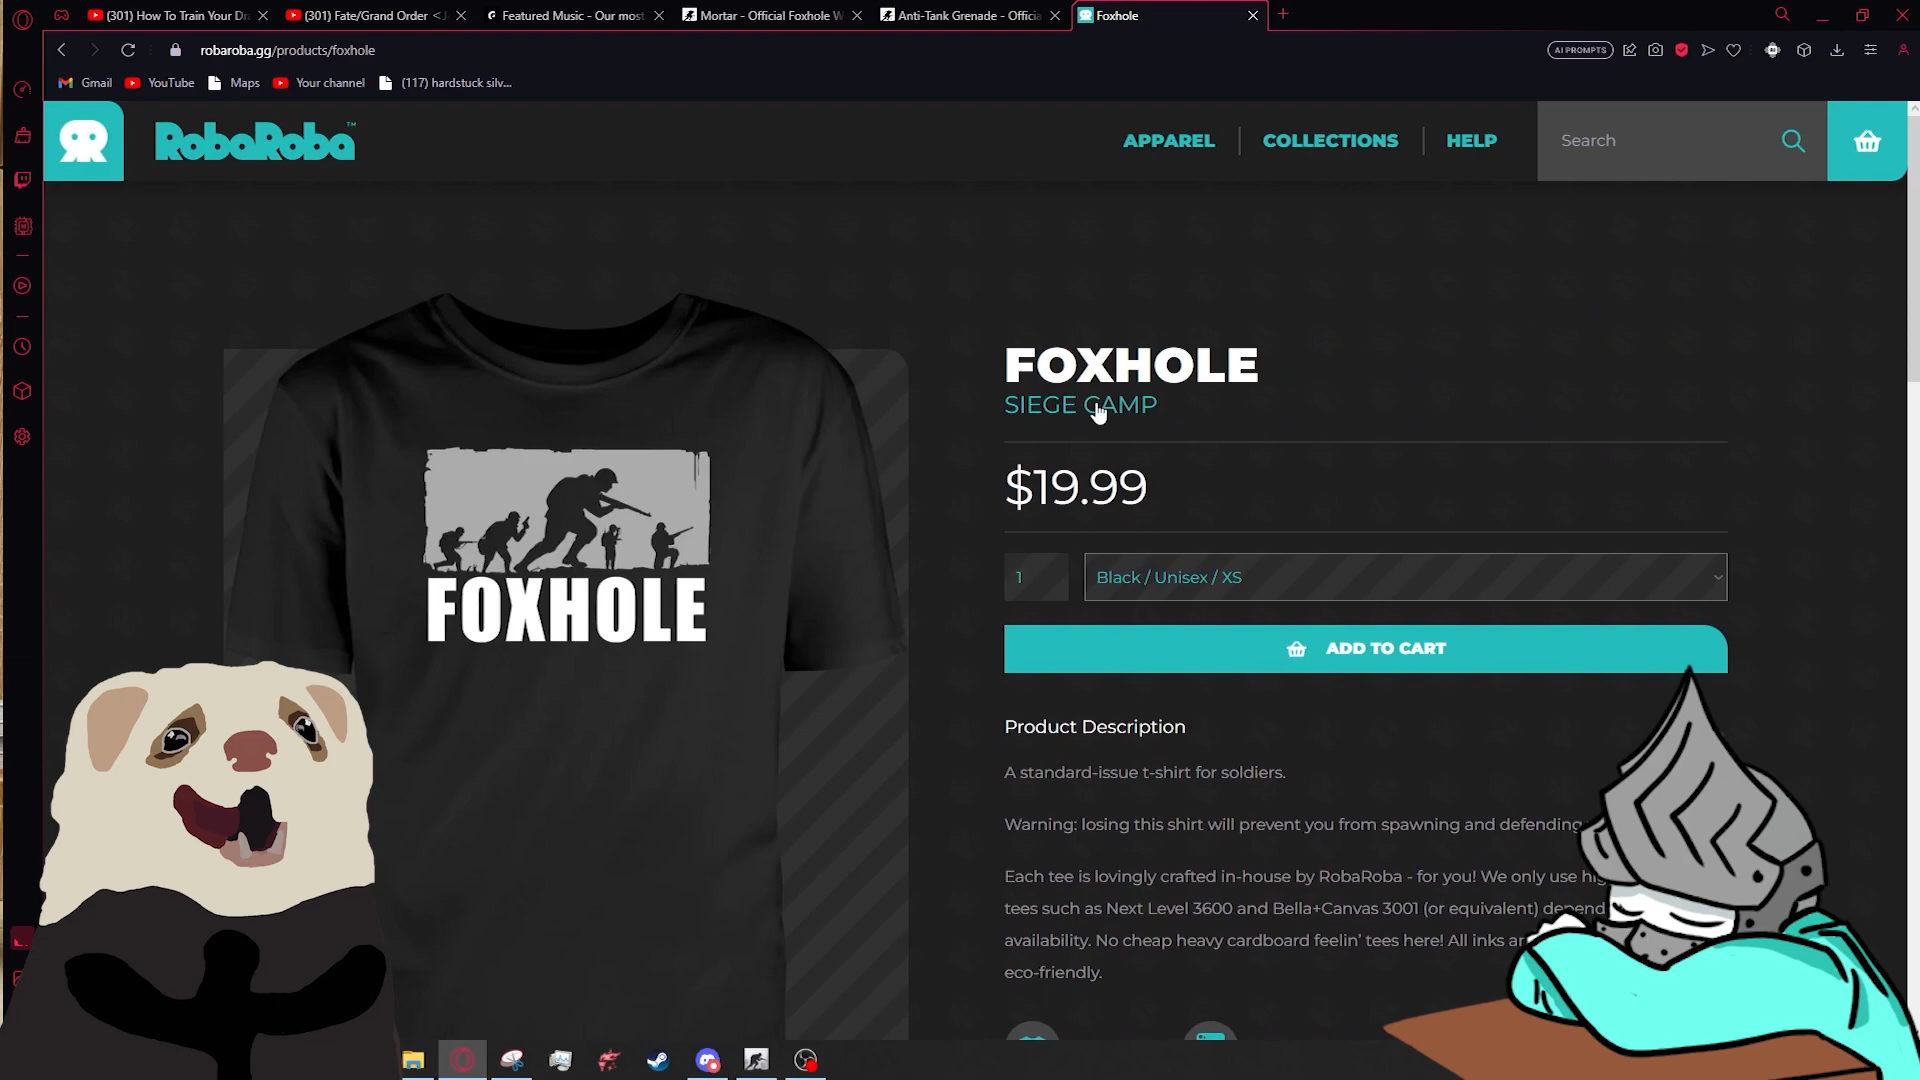 (301) How To Train Your Dr
(301) Fate/Grand Order <J
Featured Music - Our most
Mortar - Official Foxhole W
Anti-Tank Grenade - Officia
Foxhole
robaroba.gg/products/foxhole
AI PROMPTS
Gmail
YouTube
Maps
Your channel
(117) hardstuck silv...
RobaRoba™
APPAREL
COLLECTIONS
HELP
Search
FOXHOLE
SIEGE CAMP
$19.99
1
Black / Unisex / XS
ADD TO CART
FOXHOLE
Product Description
A standard-issue t-shirt for soldiers.
Warning: losing this shirt will prevent you from spawning and defending
Each tee is lovingly crafted in-house by RobaRoba - for you! We only use
tees such as Next Level 3600 and Bella+Canvas 3001 (or equivalent) depend
availability. No cheap heavy cardboard feelin' tees here! All inks
eco-friendly.